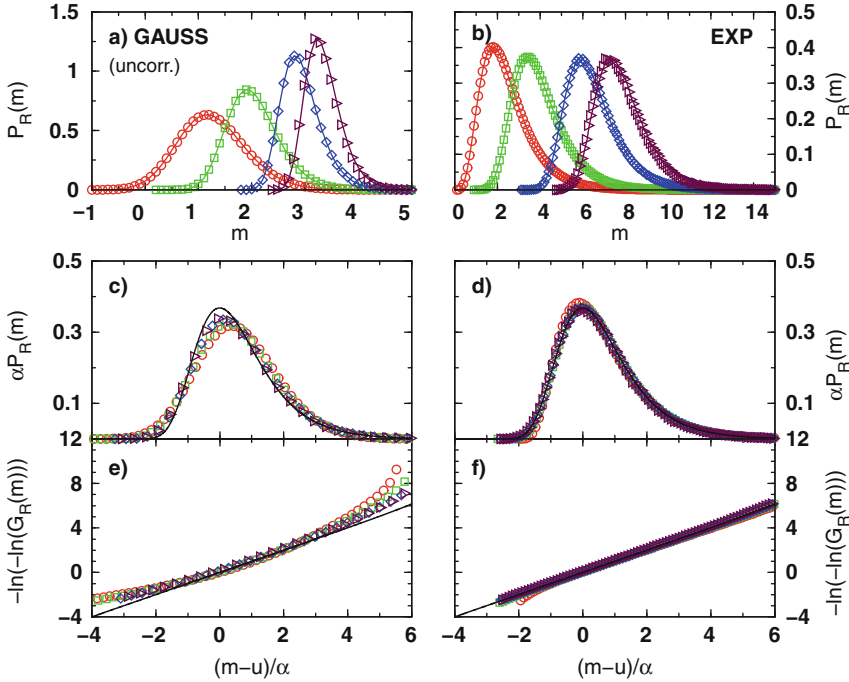 a) GAUSS
(uncorr.)
P_R(m)
1.5
1
0.5
0
−1 0 1 2 3 4 5
m
b) EXP
P_R(m)
0.5
0.4
0.3
0.2
0.1
0
0 2 4 6 8 10 12 14
m
c)
0.5
0.3
0.1
d)
0.5
0.3
0.1
αP_R(m)
e)
−ln(−ln(G_R(m)))
12
8
4
0
−4
−4 −2 0 2 4 6
(m−u)/α
f)
12
8
4
0
−4
−ln(−ln(G_R(m)))
−4 −2 0 2 4 6
(m−u)/α
αP_R(m)